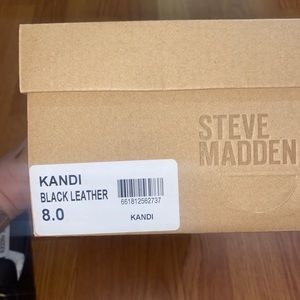 STEVE
MADDEN
KANDI
BLACK LEATHER
8.0
661812562737
KANDI